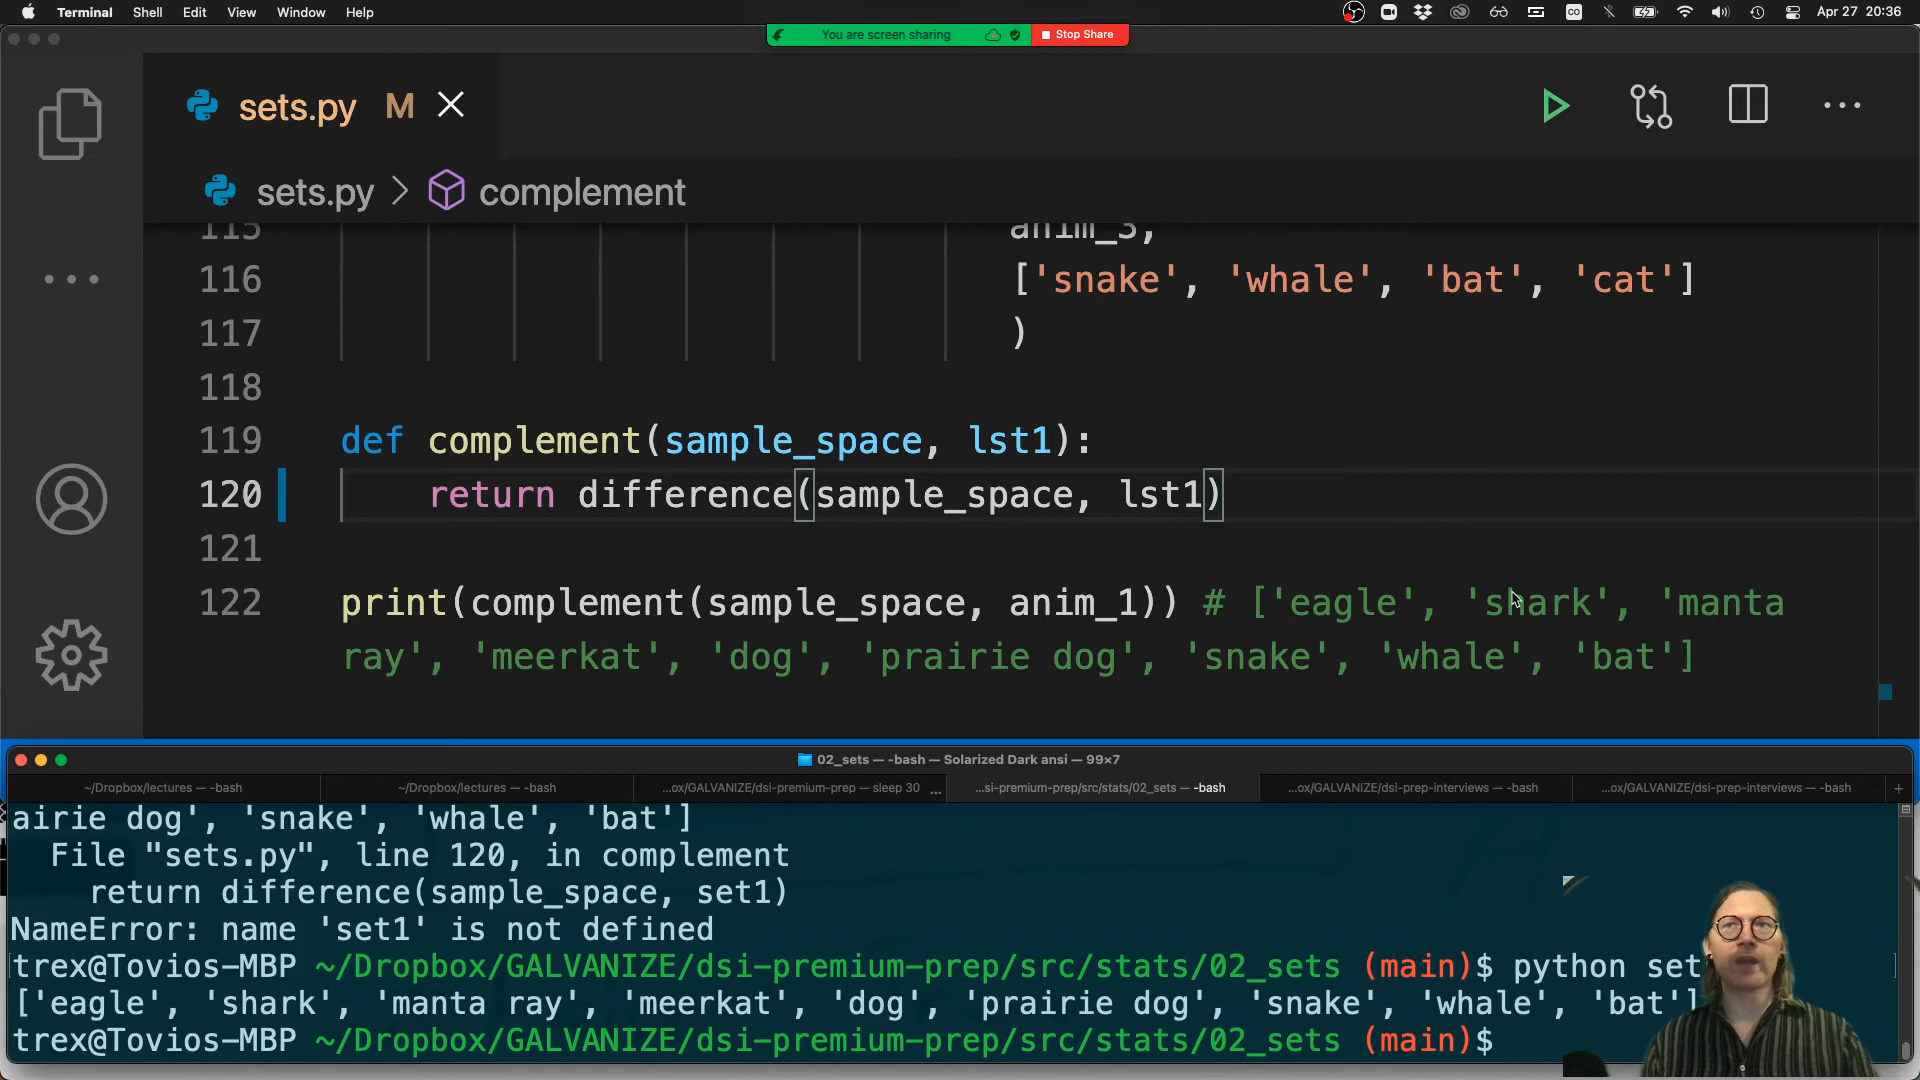 Terminal Shell Edit View Window Help Apr 27 20:36
You are screen sharing Stop Share
sets.py M
sets.py > complement
115 anim_3,
116 ['snake', 'whale', 'bat', 'cat']
117 )
118
119 def complement(sample_space, lst1):
120 return difference(sample_space, lst1)
121
122 print(complement(sample_space, anim_1)) # ['eagle', 'shark', 'manta
ray', 'meerkat', 'dog', 'prairie dog', 'snake', 'whale', 'bat']
02_sets — -bash — Solarized Dark ansi — 99×7
~/Dropbox/lectures — -bash ~/Dropbox/lectures — -bash ...ox/GALVANIZE/dsi-premium-prep — sleep 30 ... ...si-premium-prep/src/stats/02_sets — -bash ...ox/GALVANIZE/dsi-prep-interviews — -bash ...ox/GALVANIZE/dsi-prep-interviews — -bash +
airie dog', 'snake', 'whale', 'bat']
File "sets.py", line 120, in complement
return difference(sample_space, set1)
NameError: name 'set1' is not defined
trex@Tovios-MBP ~/Dropbox/GALVANIZE/dsi-premium-prep/src/stats/02_sets (main)$ python set
['eagle', 'shark', 'manta ray', 'meerkat', 'dog', 'prairie dog', 'snake', 'whale', 'bat']
trex@Tovios-MBP ~/Dropbox/GALVANIZE/dsi-premium-prep/src/stats/02_sets (main)$